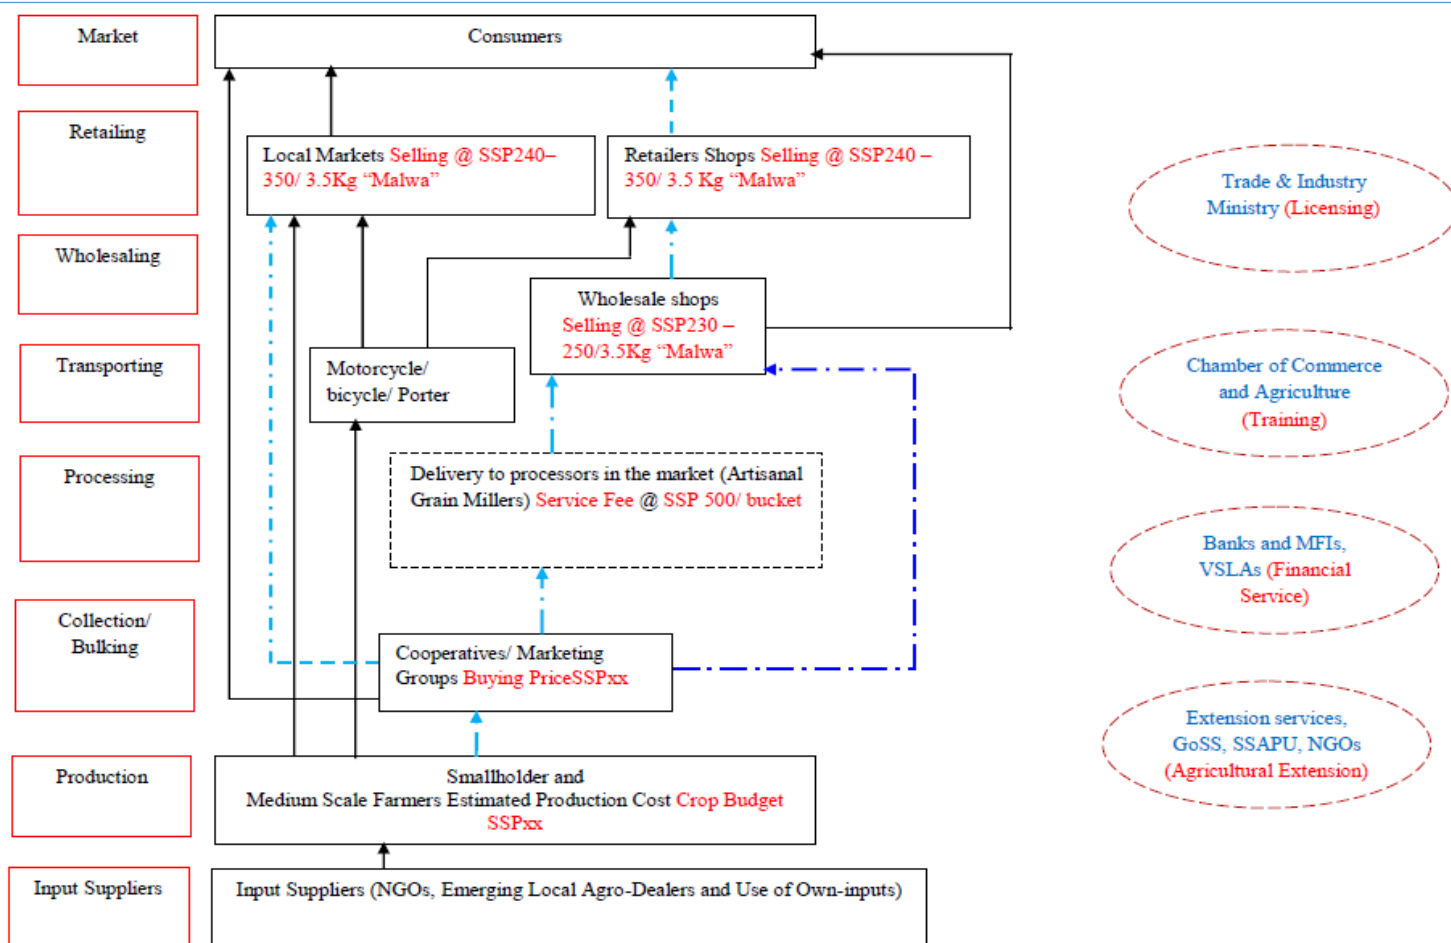 Market
Consumers
Retailing
Local Markets Selling @ SSP240–
350/ 3.5Kg “Malwa”
Retailers Shops Selling @ SSP240 –
350/ 3.5 Kg “Malwa”
Wholesaling
Wholesale shops
Selling @ SSP230 –
250/3.5Kg “Malwa”
Transporting
Motorcycle/
bicycle/ Porter
Processing
Delivery to processors in the market (Artisanal
Grain Millers) Service Fee @ SSP 500/ bucket
Collection/
Bulking
Cooperatives/ Marketing
Groups Buying PriceSSPxx
Production
Smallholder and
Medium Scale Farmers Estimated Production Cost Crop Budget
SSPxx
Input Suppliers
Input Suppliers (NGOs, Emerging Local Agro-Dealers and Use of Own-inputs)
Trade & Industry
Ministry (Licensing)
Chamber of Commerce
and Agriculture
(Training)
Banks and MFIs,
VSLAs (Financial
Service)
Extension services,
GoSS, SSAPU, NGOs
(Agricultural Extension)